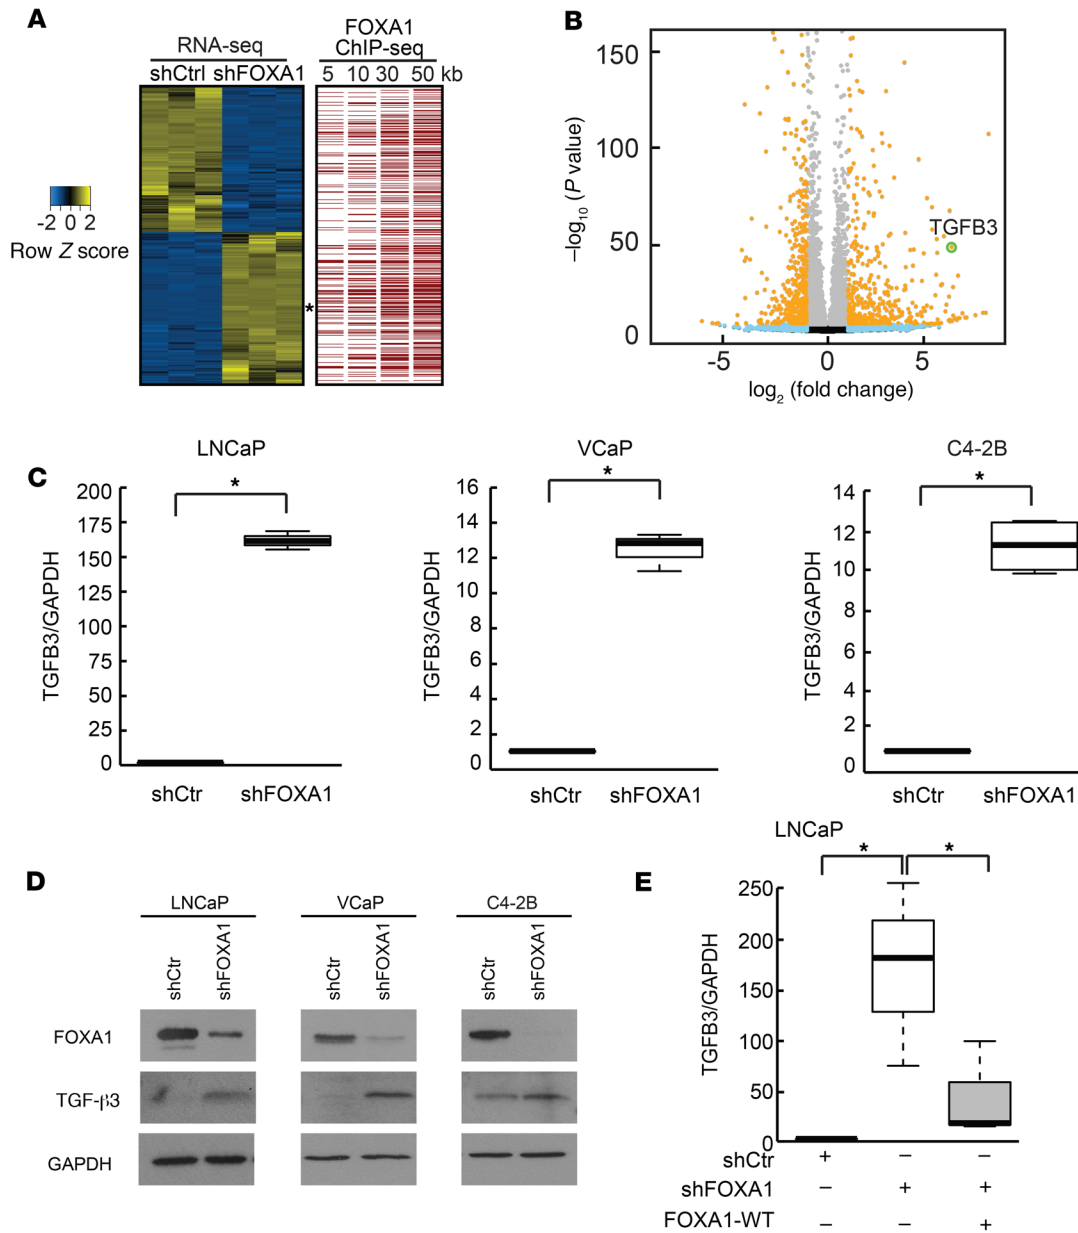 A
RNA-seq
shCtrl shFOXA1
FOXA1
ChIP-seq
5 10 30 50 kb
-2 0 2
Row Z score
*
B
150
100
50
0
–log10 (P value)
TGFB3
-5 0 5
log2 (fold change)
C
LNCaP
*
200
175
150
125
100
75
50
25
0
TGFB3/GAPDH
shCtr shFOXA1
VCaP
*
16
14
12
10
8
6
4
2
0
TGFB3/GAPDH
shCtr shFOXA1
C4-2B
*
14
12
10
8
6
4
2
0
TGFB3/GAPDH
shCtr shFOXA1
D
LNCaP VCaP C4-2B
shCtr shFOXA1 shCtr shFOXA1 shCtr shFOXA1
FOXA1
TGF-β3
GAPDH
E
LNCaP
* *
250
200
150
100
50
0
TGFB3/GAPDH
shCtr + – –
shFOXA1 – + +
FOXA1-WT – – +